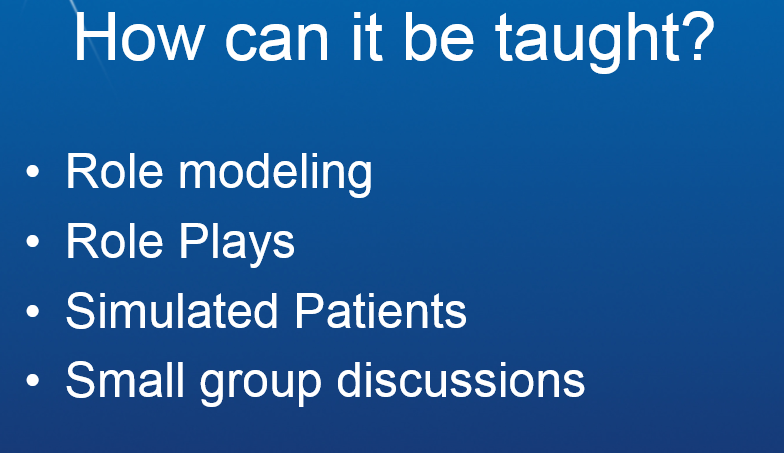 How can it be taught?
• Role modeling
• Role Plays
• Simulated Patients
• Small group discussions